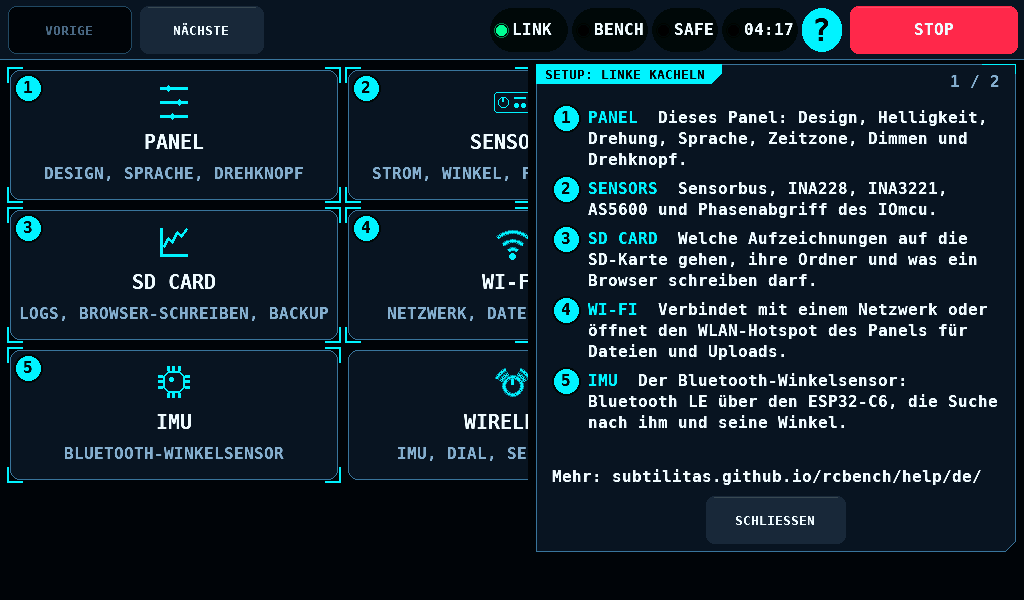 VORIGE
NÄCHSTE
LINK
BENCH
SAFE
04:17
?
STOP
1
PANEL
DESIGN, SPRACHE, DREHKNOPF
2
STROM, WINKEL,
3
SD CARD
LOGS, BROWSER-SCHREIBEN, BACKUP
4
NETZWERK,
5
IMU
BLUETOOTH-WINKELSENSOR
IMU, DIAL,
SETUP: LINKE KACHELN
1 / 2
1 PANEL Dieses Panel: Design, Helligkeit,
Drehung, Sprache, Zeitzone, Dimmen und
Drehknopf.
2 SENSORS Sensorbus, INA228, INA3221,
AS5600 und Phasenabgriff des IOmcu.
3 SD CARD Welche Aufzeichnungen auf die
SD-Karte gehen, ihre Ordner und was ein
Browser schreiben darf.
4 WI-FI Verbindet mit einem Netzwerk oder
öffnet den WLAN-Hotspot des Panels für
Dateien und Uploads.
5 IMU Der Bluetooth-Winkelsensor:
Bluetooth LE über den ESP32-C6, die Suche
nach ihm und seine Winkel.
Mehr: subtilitas.github.io/rcbench/help/de/
SCHLIESSEN